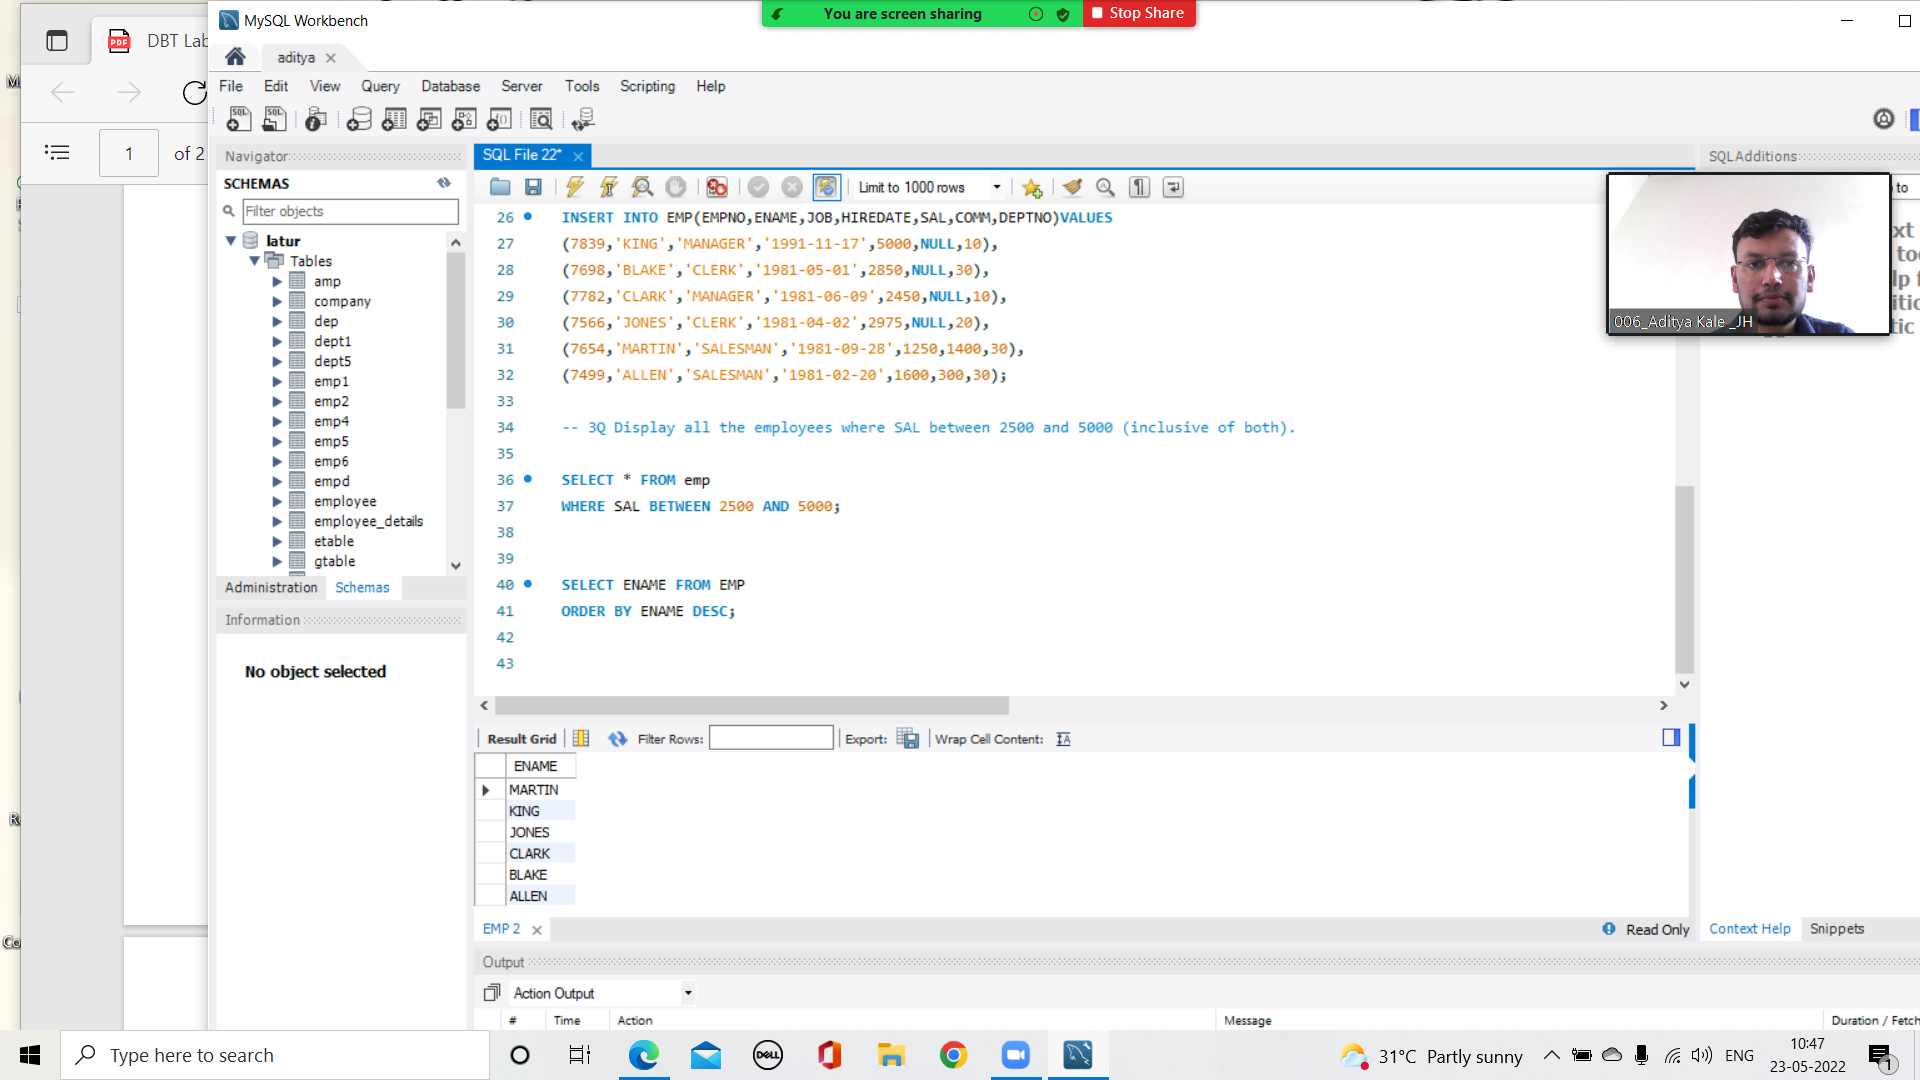 MySQL Workbench
You are screen sharing
Stop Share
DBT Lab
aditya
File Edit View Query Database Server Tools Scripting Help
1 of 2
Navigator
SQL File 22*
SQLAdditions
SCHEMAS
Limit to 1000 rows
to
Filter objects
latur
Tables
amp
company
dep
dept1
dept5
emp1
emp2
emp4
emp5
emp6
empd
employee
employee_details
etable
gtable
Administration Schemas
Information
No object selected
26 INSERT INTO EMP(EMPNO,ENAME,JOB,HIREDATE,SAL,COMM,DEPTNO)VALUES
27 (7839,'KING','MANAGER','1991-11-17',5000,NULL,10),
28 (7698,'BLAKE','CLERK','1981-05-01',2850,NULL,30),
29 (7782,'CLARK','MANAGER','1981-06-09',2450,NULL,10),
30 (7566,'JONES','CLERK','1981-04-02',2975,NULL,20),
31 (7654,'MARTIN','SALESMAN','1981-09-28',1250,1400,30),
32 (7499,'ALLEN','SALESMAN','1981-02-20',1600,300,30);
33
34 -- 3Q Display all the employees where SAL between 2500 and 5000 (inclusive of both).
35
36 SELECT * FROM emp
37 WHERE SAL BETWEEN 2500 AND 5000;
38
39
40 SELECT ENAME FROM EMP
41 ORDER BY ENAME DESC;
42
43
006_Aditya Kale _JH
Result Grid Filter Rows: Export: Wrap Cell Content:
ENAME
MARTIN
KING
JONES
CLARK
BLAKE
ALLEN
EMP 2
Read Only
Context Help Snippets
Output
Action Output
# Time Action Message Duration / Fetch
Type here to search
31°C Partly sunny
ENG
10:47
23-05-2022
1